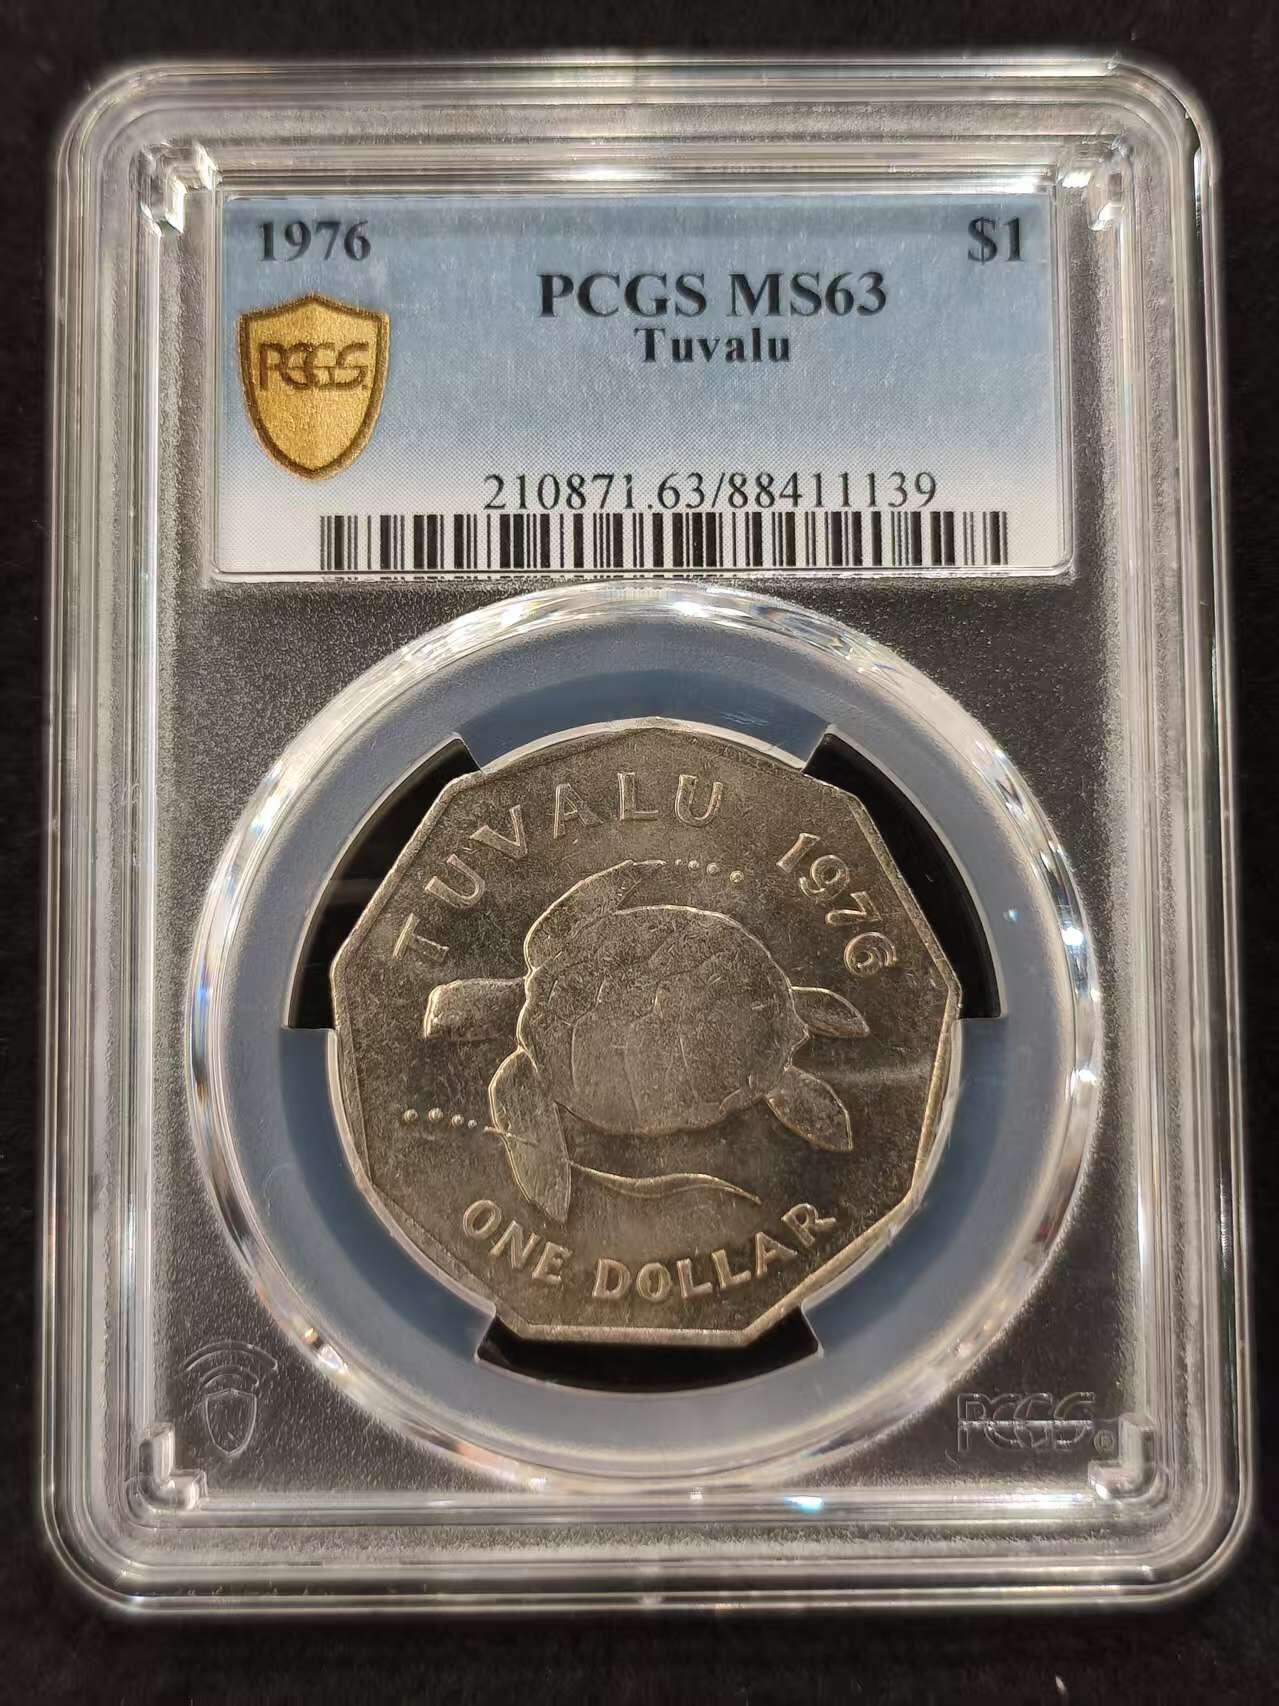 1976
$1
PCGS MS63
Tuvalu
PCGS
210871.63/88411139
TUVALU 1976
ONE DOLLAR
PCGS